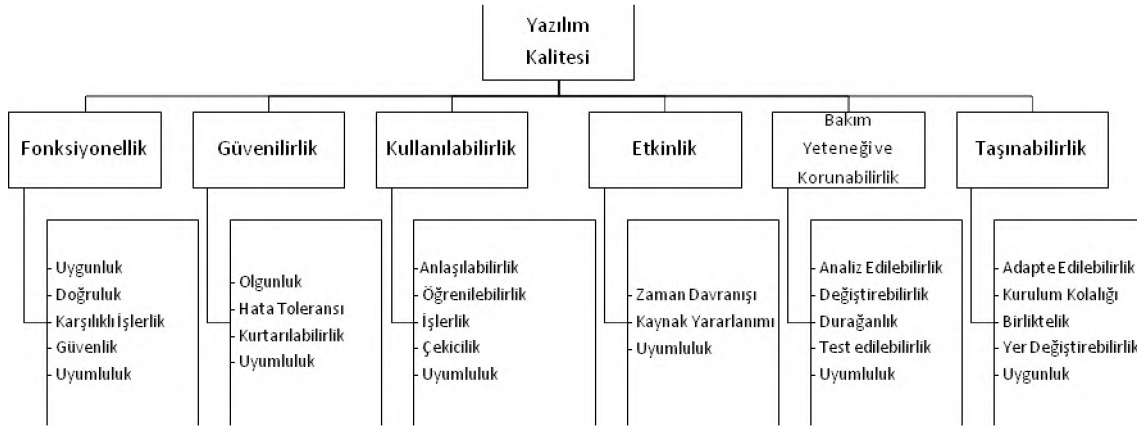 Yazılım
Kalitesi
Fonksiyonellik
Güvenilirlik
Kullanılabilirlik
Etkinlik
Bakım
Yeteneği ve
Korunabilirlik
Taşınabilirlik
- Uygunluk
- Doğruluk
- Karşılıklı İşlerlik
- Güvenlik
- Uyumluluk
- Olgunluk
- Hata Toleransı
- Kurtarılabilirlik
- Uyumluluk
- Anlaşılabilirlik
- Öğrenilebilirlik
- İşlerlik
- Çekicilik
- Uyumluluk
- Zaman Davranışı
- Kaynak Yararlanımı
- Uyumluluk
- Analiz Edilebilirlik
- Değiştirebilirlik
- Durağanlık
- Test edilebilirlik
- Uyumluluk
- Adapte Edilebilirlik
- Kurulum Kolalığı
- Birliktelik
- Yer Değiştirebilirlik
- Uygunluk